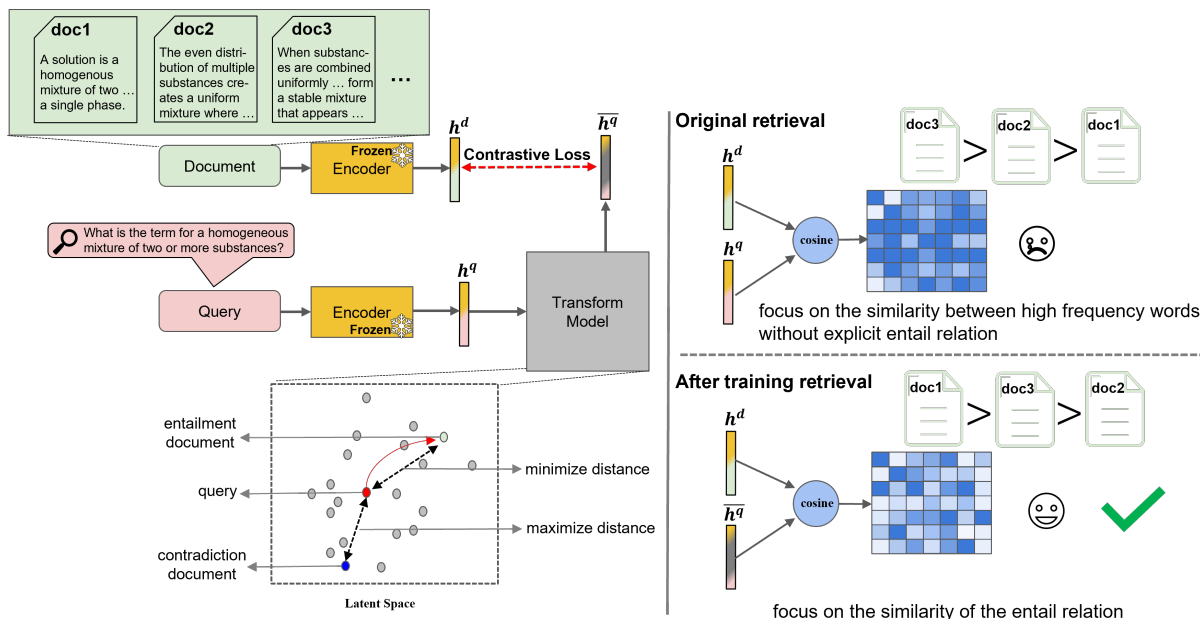 doc1
A solution is a
homogenous
mixture of two …
a single phase.
doc2
The even distri-
bution of multiple
substances cre-
ates a uniform
mixture where …
doc3
When substanc-
es are combined
uniformly … form
a stable mixture
that appears …
...
Document
Frozen
Encoder
h^d
Contrastive Loss
\overline{h^q}
What is the term for a homogeneous
mixture of two or more substances?
Query
Encoder
Frozen
h^q
Transform
Model
entailment
document
query
contradiction
document
minimize distance
maximize distance
Latent Space
Original retrieval
doc3
>
doc2
>
doc1
h^d
h^q
cosine
focus on the similarity between high frequency words
without explicit entail relation
After training retrieval
doc1
>
doc3
>
doc2
h^d
\overline{h^q}
cosine
focus on the similarity of the entail relation